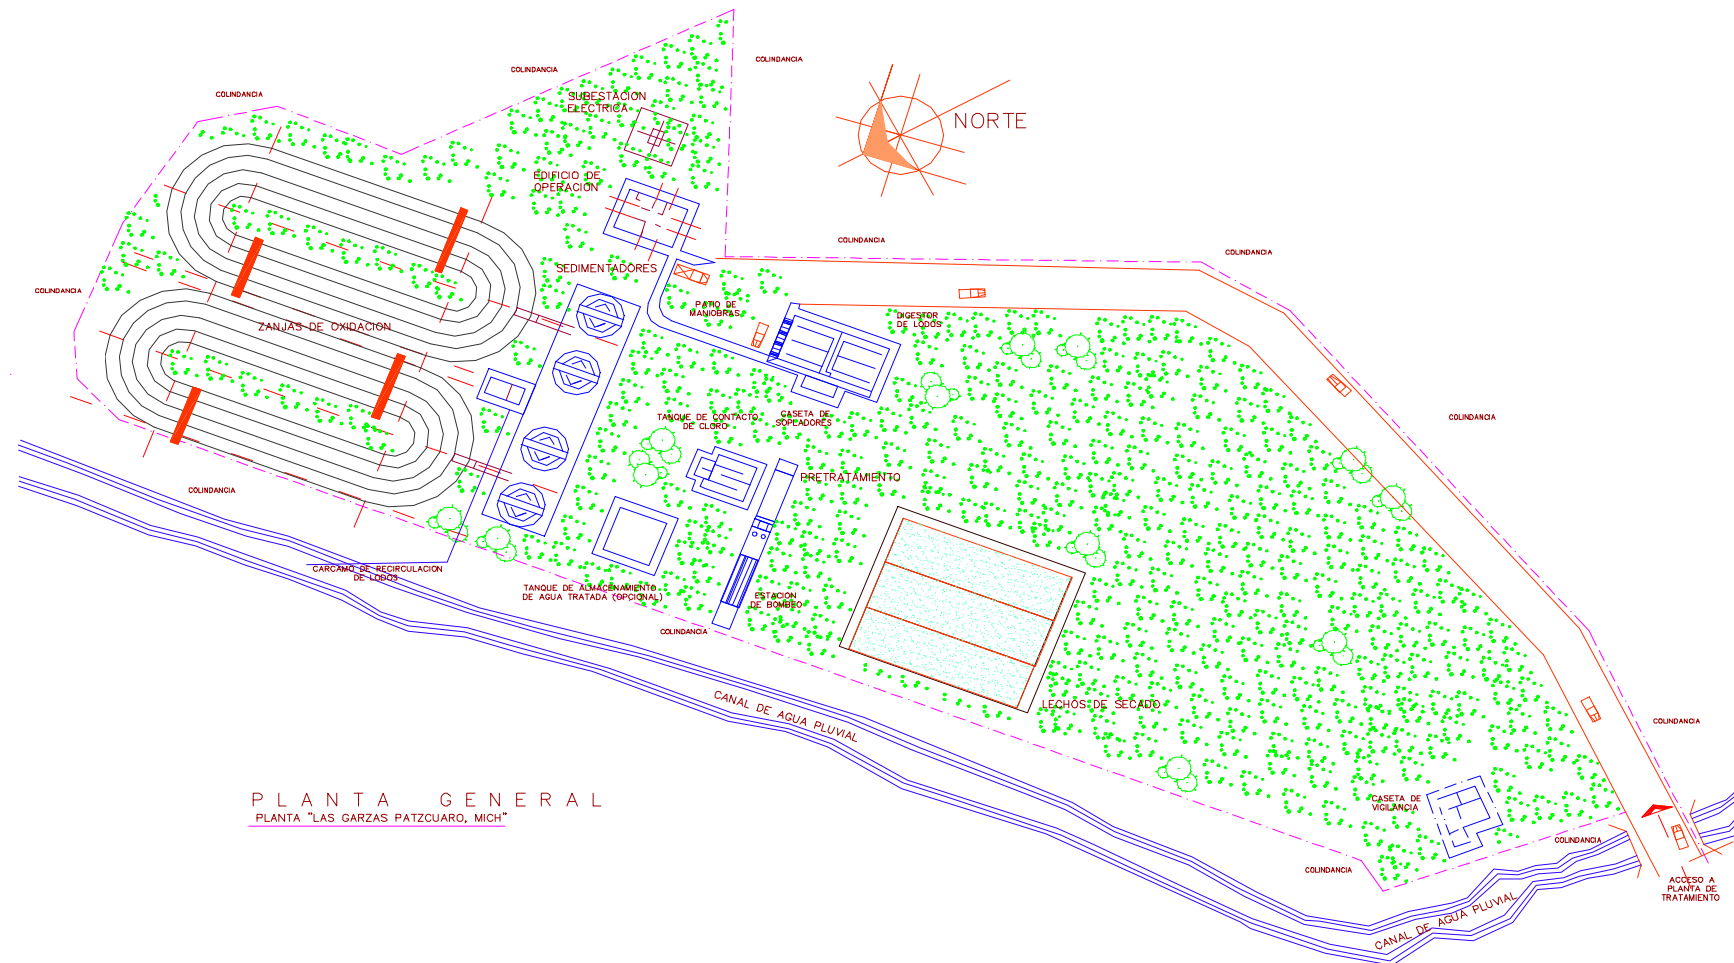 COLINDANCIA
COLINDANCIA
COLINDANCIA
SUBESTACION
ELECTRICA
NORTE
EDIFICIO DE
OPERACION
COLINDANCIA
COLINDANCIA
SEDIMENTADORES
COLINDANCIA
PATIO DE
MANIOBRAS
DIGESTOR
DE LODOS
ZANJAS DE OXIDACION
TANQUE DE CONTACTO
DE CLORO
CASETA DE
SOPLADORES
COLINDANCIA
PRETRATAMIENTO
COLINDANCIA
CARCAMO DE RECIRCULACION
DE LODOS
TANQUE DE ALMACENAMIENTO
DE AGUA TRATADA (OPCIONAL)
ESTACION
DE BOMBEO
COLINDANCIA
CANAL DE AGUA PLUVIAL
LECHOS DE SECADO
COLINDANCIA
PLANTA GENERAL
PLANTA "LAS GARZAS PATZCUARO, MICH"
CASETA DE
VIGILANCIA
COLINDANCIA
COLINDANCIA
ACCESO A
PLANTA DE
TRATAMIENTO
CANAL DE AGUA PLUVIAL